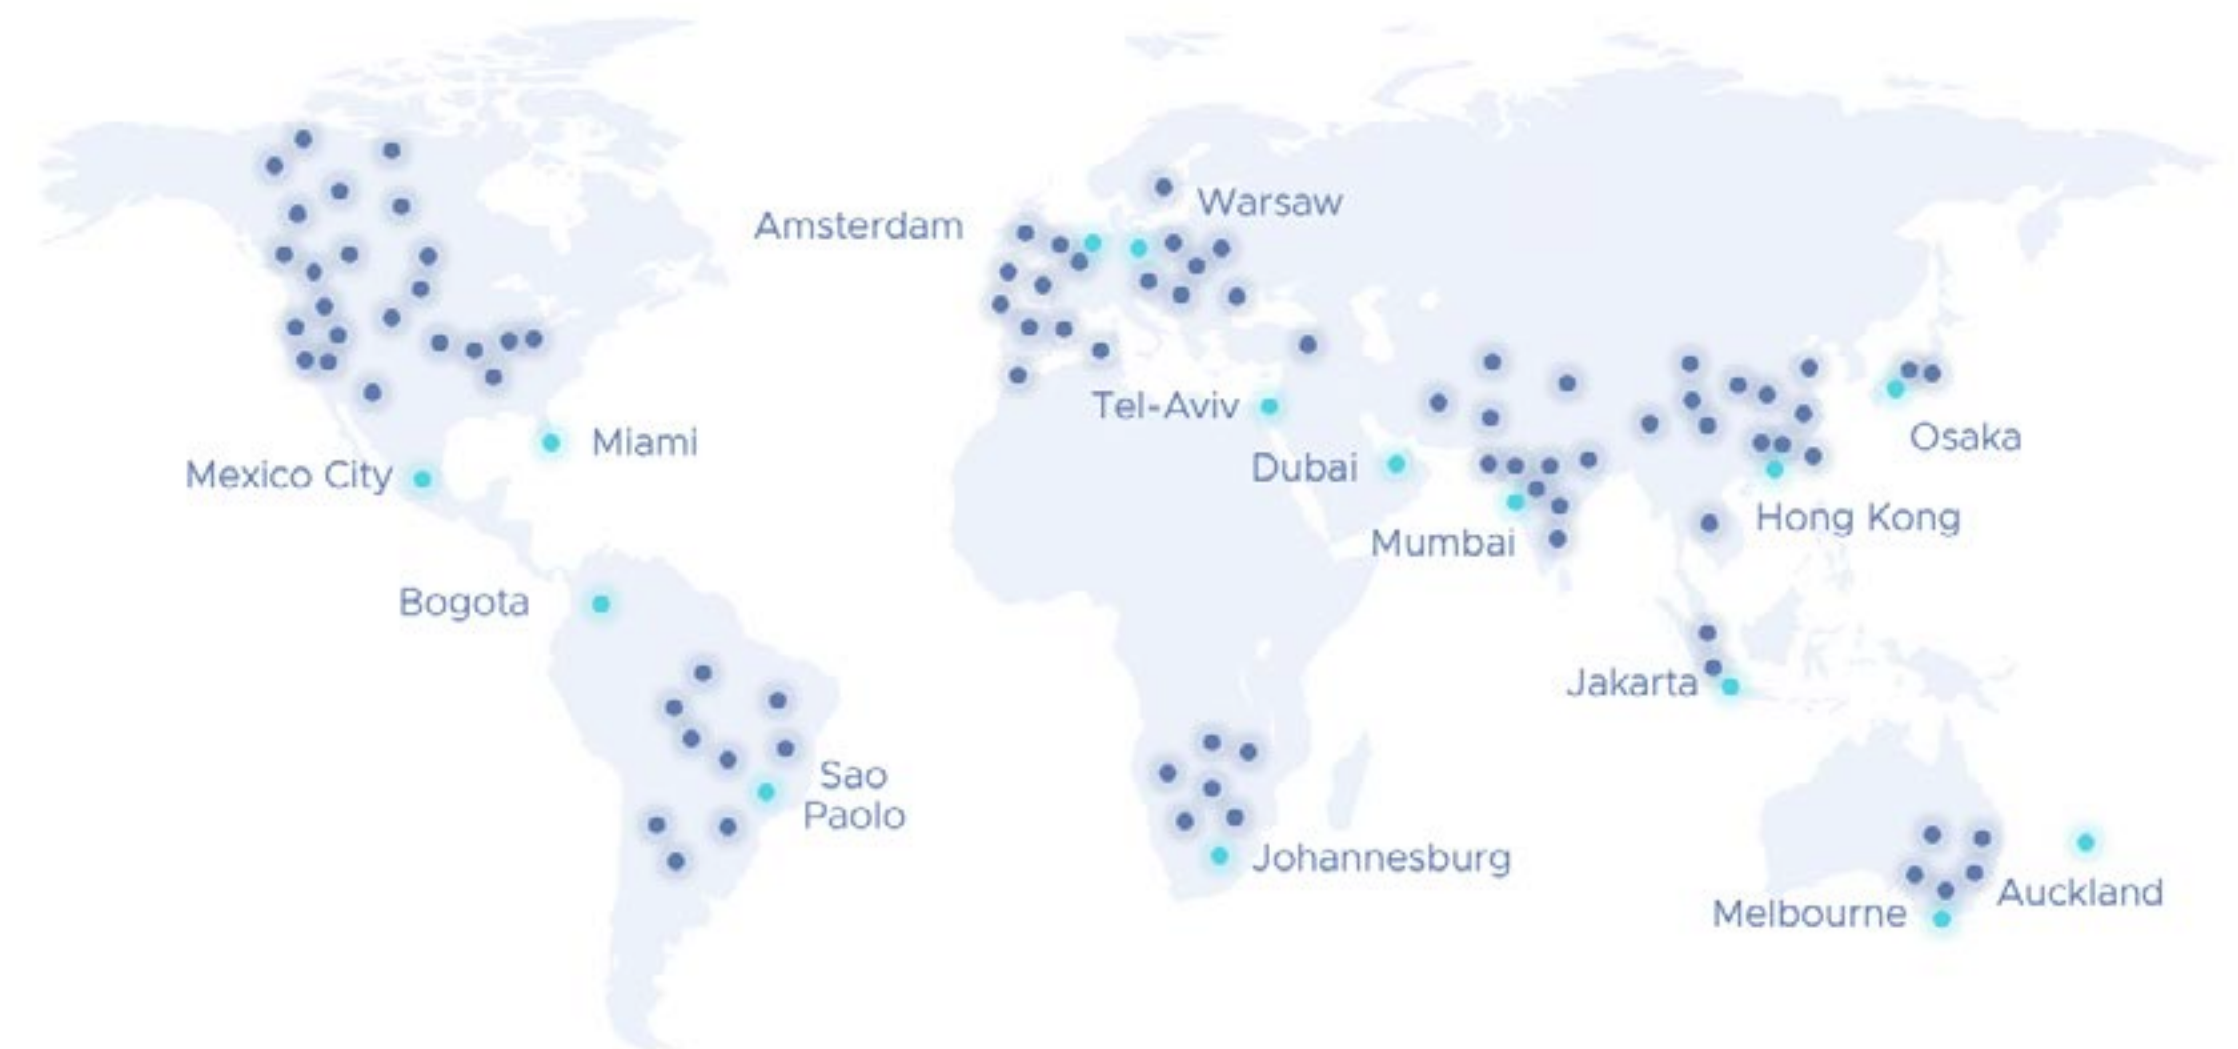 Warsaw
Amsterdam
Tel-Aviv
Miami
Osaka
Dubai
Mexico City
Hong Kong
Mumbai
Bogota
Jakarta
Sao
Paolo
Johannesburg
Auckland
Melbourne